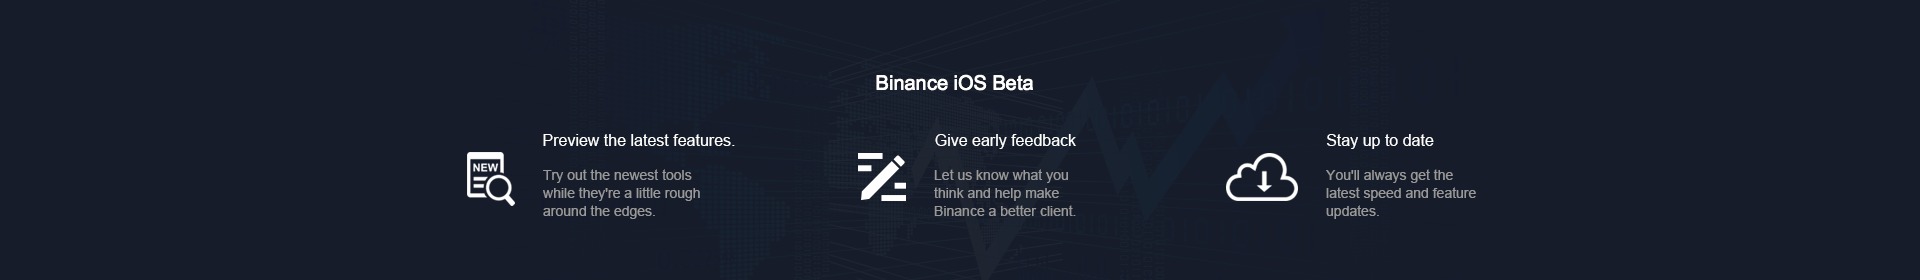 Binance iOS Beta
Preview the latest features.
Try out the newest tools
while they're a little rough
around the edges.
NEW
Give early feedback
Let us know what you
think and help make
Binance a better client.
Stay up to date
You'll always get the
latest speed and feature
updates.